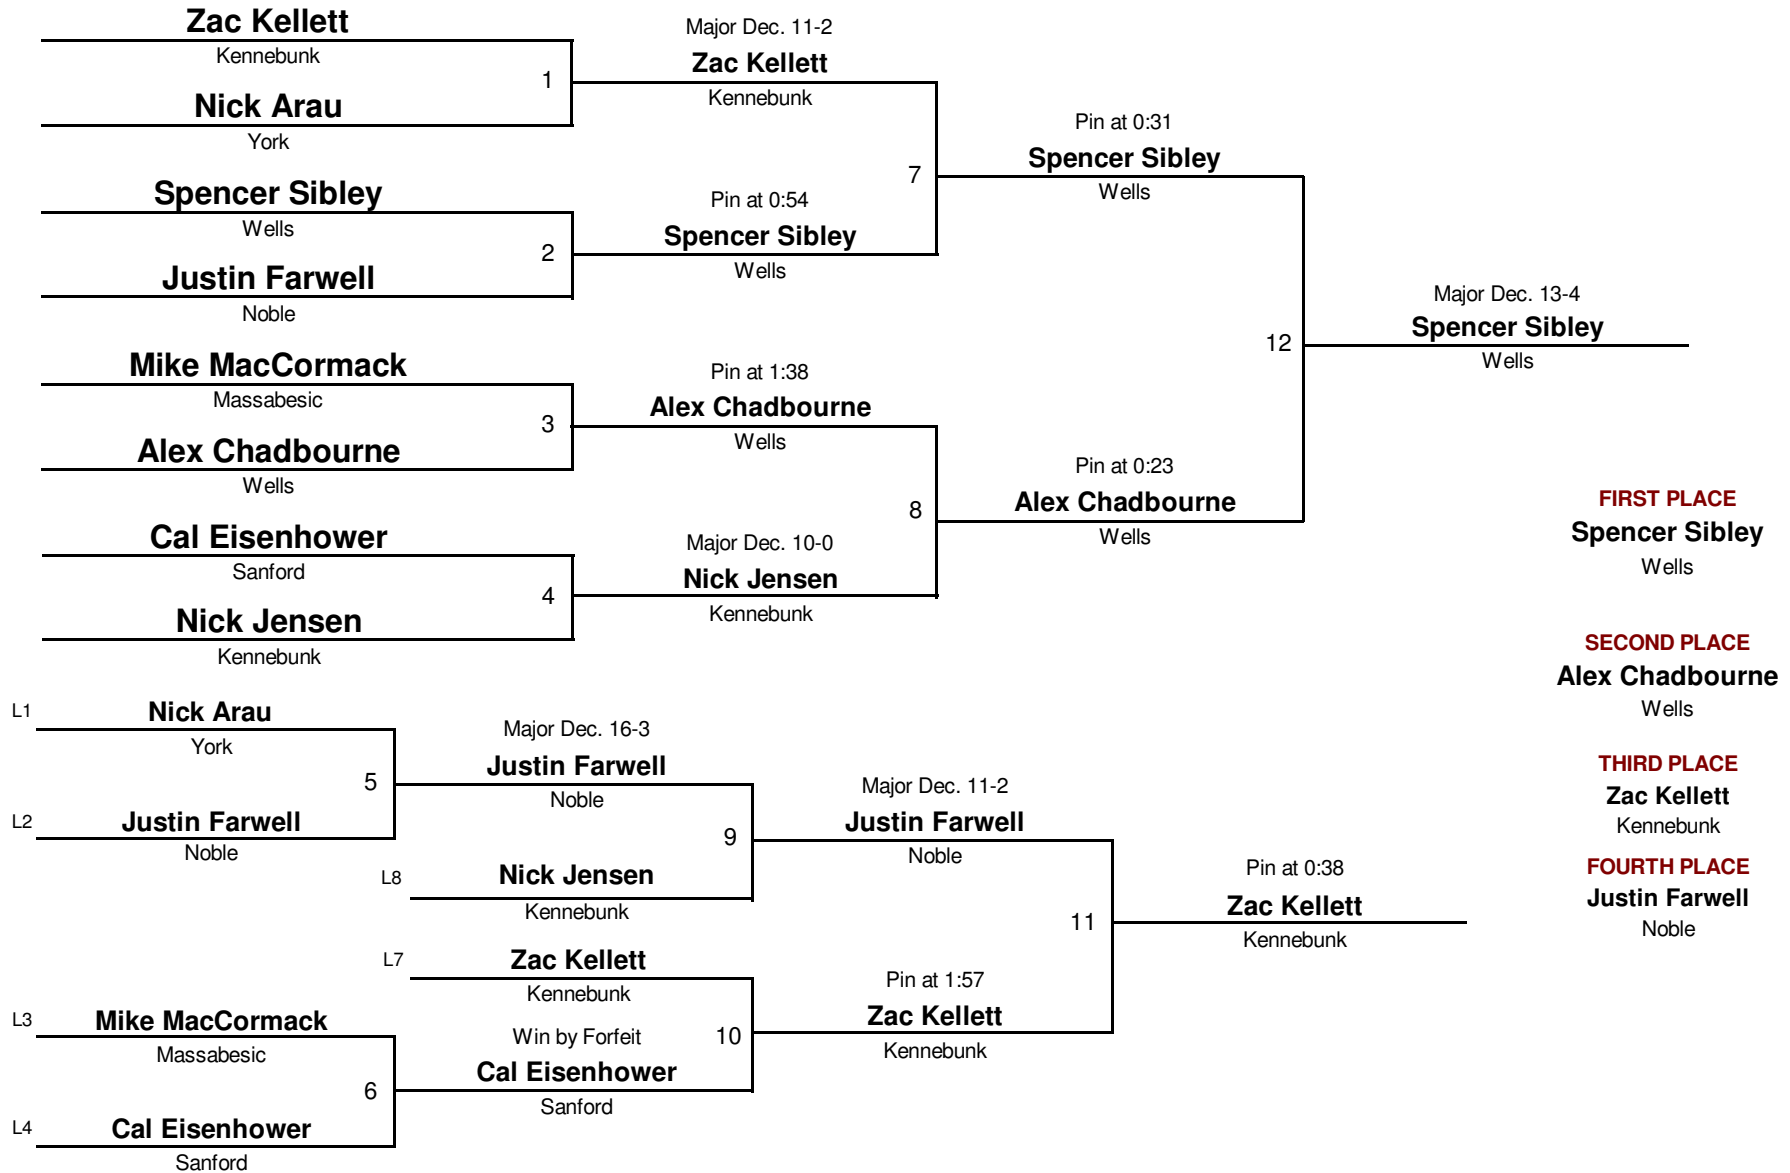 Zac Kellett
Kennebunk
1
Nick Arau
York
Spencer Sibley
Wells
2
Justin Farwell
Noble
Mike MacCormack
Massabesic
3
Alex Chadbourne
Wells
Cal Eisenhower
Sanford
4
Nick Jensen
Kennebunk
Major Dec. 11-2
Zac Kellett
Kennebunk
7
Pin at 0:54
Spencer Sibley
Wells
Pin at 1:38
Alex Chadbourne
Wells
8
Major Dec. 10-0
Nick Jensen
Kennebunk
Pin at 0:31
Spencer Sibley
Wells
12
Pin at 0:23
Alex Chadbourne
Wells
Major Dec. 13-4
Spencer Sibley
Wells
L1
Nick Arau
York
5
L2
Justin Farwell
Noble
L3
Mike MacCormack
Massabesic
6
L4
Cal Eisenhower
Sanford
Major Dec. 16-3
Justin Farwell
Noble
9
L8
Nick Jensen
Kennebunk
L7
Zac Kellett
Kennebunk
Win by Forfeit
10
Cal Eisenhower
Sanford
Major Dec. 11-2
Justin Farwell
Noble
11
Pin at 1:57
Zac Kellett
Kennebunk
Pin at 0:38
Zac Kellett
Kennebunk
FIRST PLACE
Spencer Sibley
Wells
SECOND PLACE
Alex Chadbourne
Wells
THIRD PLACE
Zac Kellett
Kennebunk
FOURTH PLACE
Justin Farwell
Noble